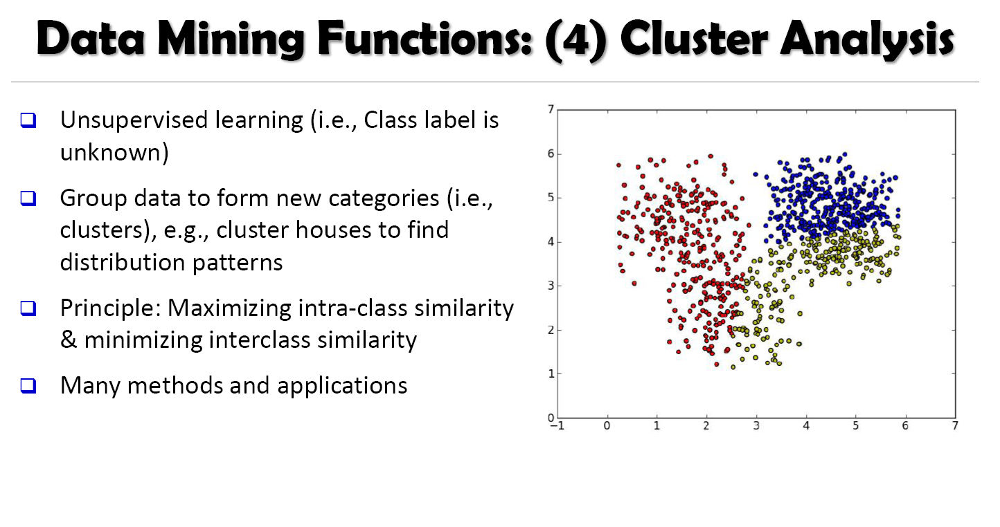 Data Mining Functions: (4) Cluster Analysis
Unsupervised learning (i.e., Class label is
unknown)
Group data to form new categories (i.e.,
clusters), e.g., cluster houses to find
distribution patterns
Principle: Maximizing intra-class similarity
& minimizing interclass similarity
Many methods and applications
7
6
5
4
3
2
1
0
−1 0 1 2 3 4 5 6 7